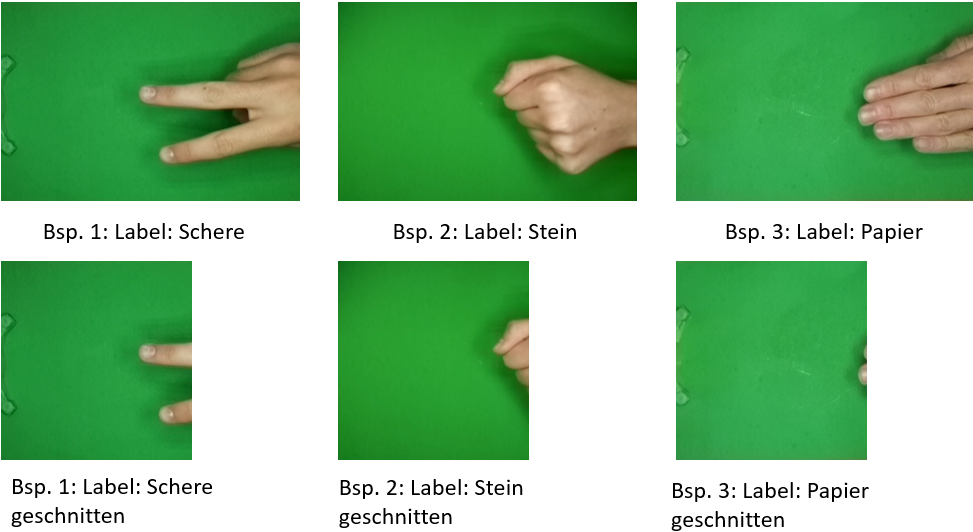 Bsp. 1: Label: Schere
Bsp. 2: Label: Stein
Bsp. 3: Label: Papier
Bsp. 1: Label: Schere
geschnitten
Bsp. 2: Label: Stein
geschnitten
Bsp. 3: Label: Papier
geschnitten